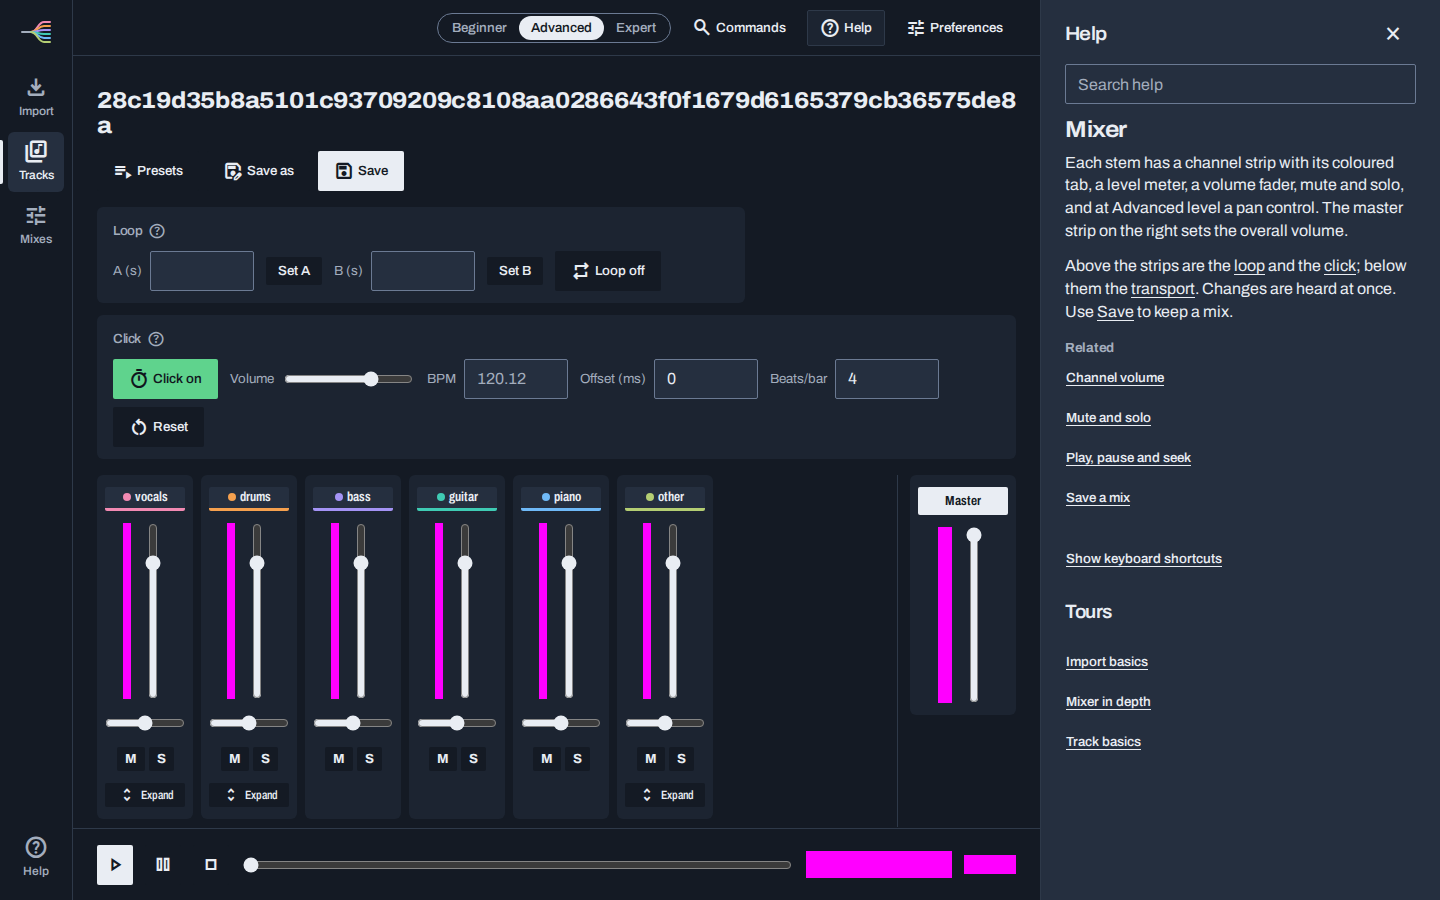 Beginner Advanced Expert Commands Help Preferences
Import
Tracks
Mixes
Help
28c19d35b8a5101c93709209c8108aa0286643f0f1679d6165379cb36575de8
a
Presets Save as Save
Loop
A (s) Set A B (s) Set B Loop off
Click
Click on Volume BPM 120.12 Offset (ms) 0 Beats/bar 4
Reset
vocals drums bass guitar piano other Master
M S M S M S M S M S M S
Expand Expand Expand
Help
Search help
Mixer
Each stem has a channel strip with its coloured
tab, a level meter, a volume fader, mute and solo,
and at Advanced level a pan control. The master
strip on the right sets the overall volume.
Above the strips are the loop and the click; below
them the transport. Changes are heard at once.
Use Save to keep a mix.
Related
Channel volume
Mute and solo
Play, pause and seek
Save a mix
Show keyboard shortcuts
Tours
Import basics
Mixer in depth
Track basics